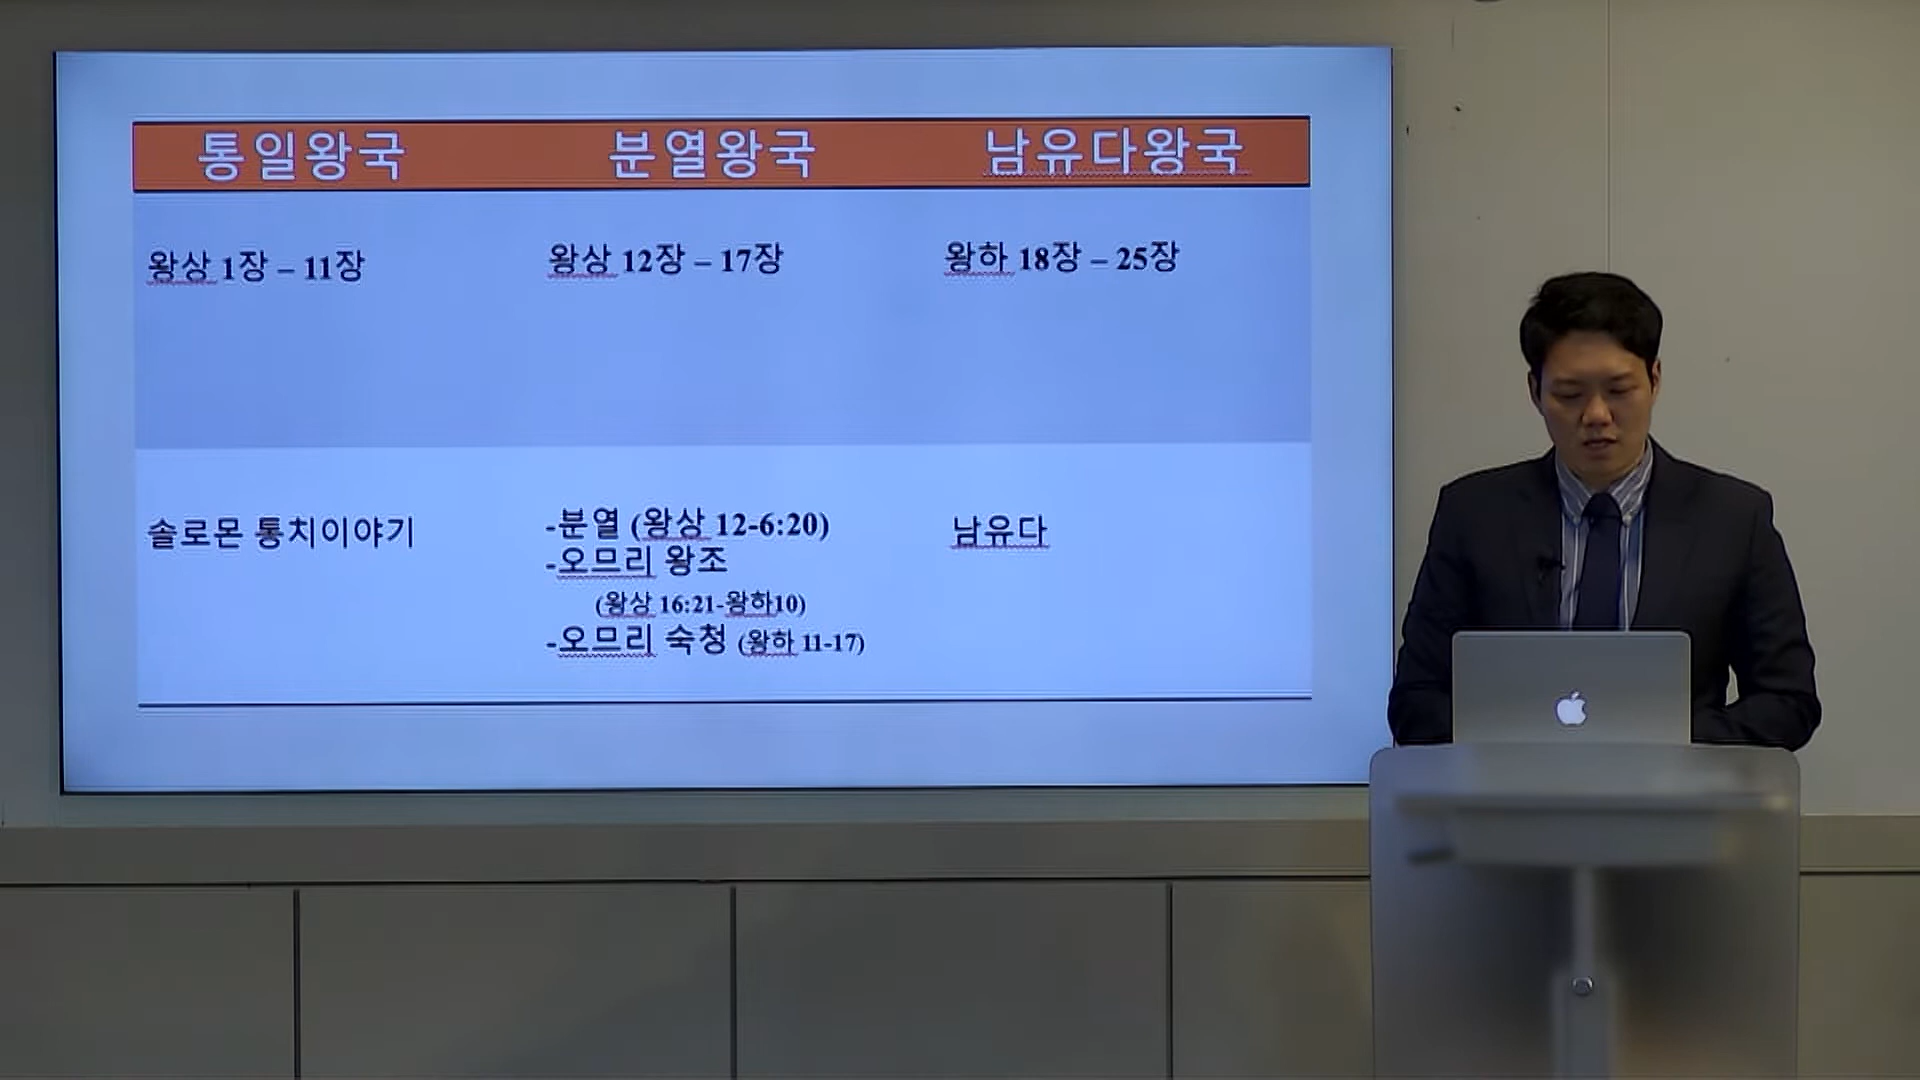 통일왕국 분열왕국 남유다왕국
왕상 1장 – 11장 왕상 12장 – 17장 왕하 18장 – 25장
솔로몬 통치이야기
-분열 (왕상 12-6:20)
-오므리 왕조
(왕상 16:21-왕하10)
-오므리 숙청 (왕하 11-17)
남유다